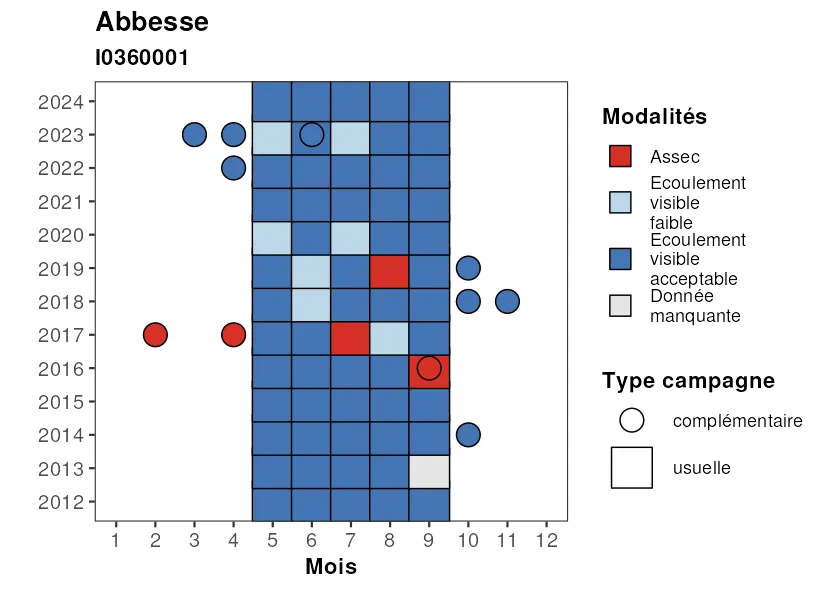 Abbesse
I0360001
2024
2023
2022
2021
2020
2019
2018
2017
2016
2015
2014
2013
2012
1 2 3 4 5 6 7 8 9 10 11 12
Mois
Modalités
Assec
Ecoulement
visible
faible
Ecoulement
visible
acceptable
Donnée
manquante
Type campagne
complémentaire
usuelle